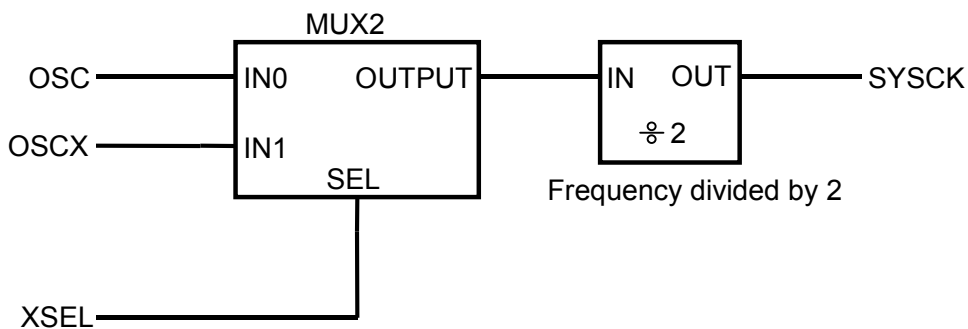 MUX2
OSC
IN0
OUTPUT
IN
OUT
SYSCK
OSCX
IN1
÷ 2
SEL
Frequency divided by 2
XSEL